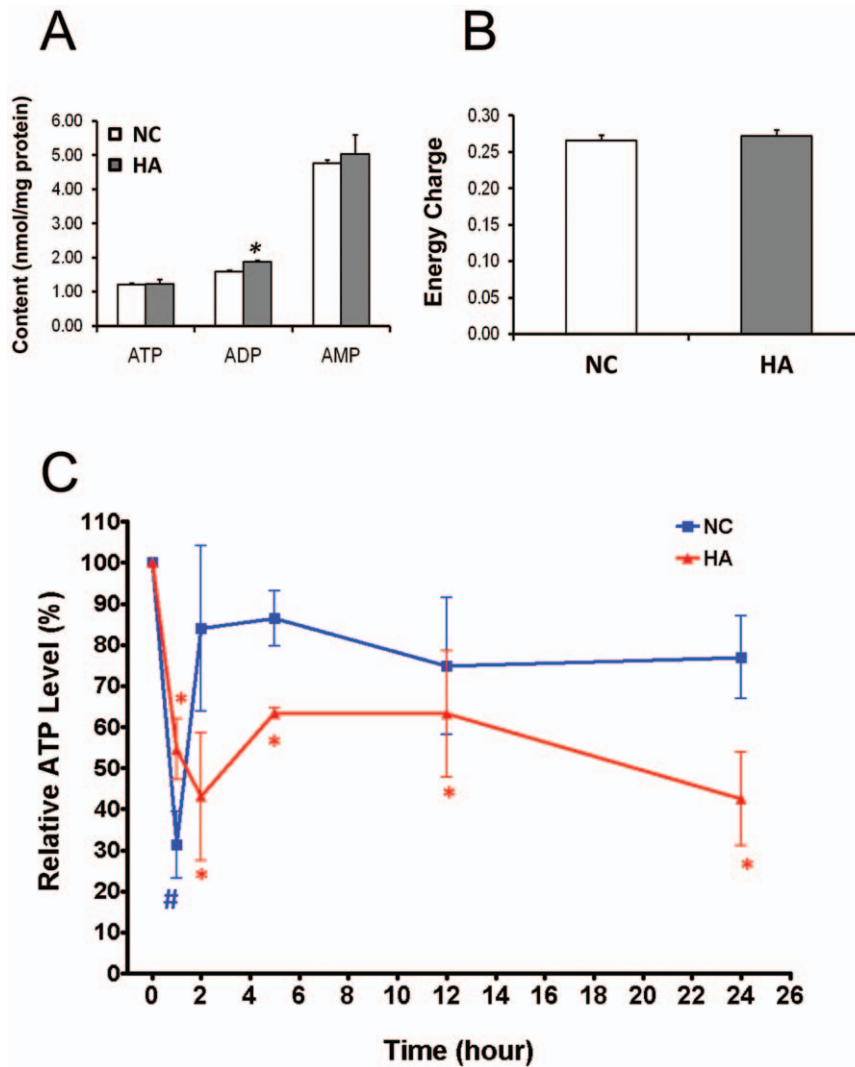 A
Content (nmol/mg protein)
6.00
5.00
4.00
3.00
2.00
1.00
0.00
NC
HA
*
ATP ADP AMP
B
Energy Charge
0.30
0.25
0.20
0.15
0.10
0.05
0.00
NC HA
C
Relative ATP Level (%)
110
100
90
80
70
60
50
40
30
20
10
0
NC
HA
*
*
*
*
*
#
0 2 4 6 8 10 12 14 16 18 20 22 24 26
Time (hour)